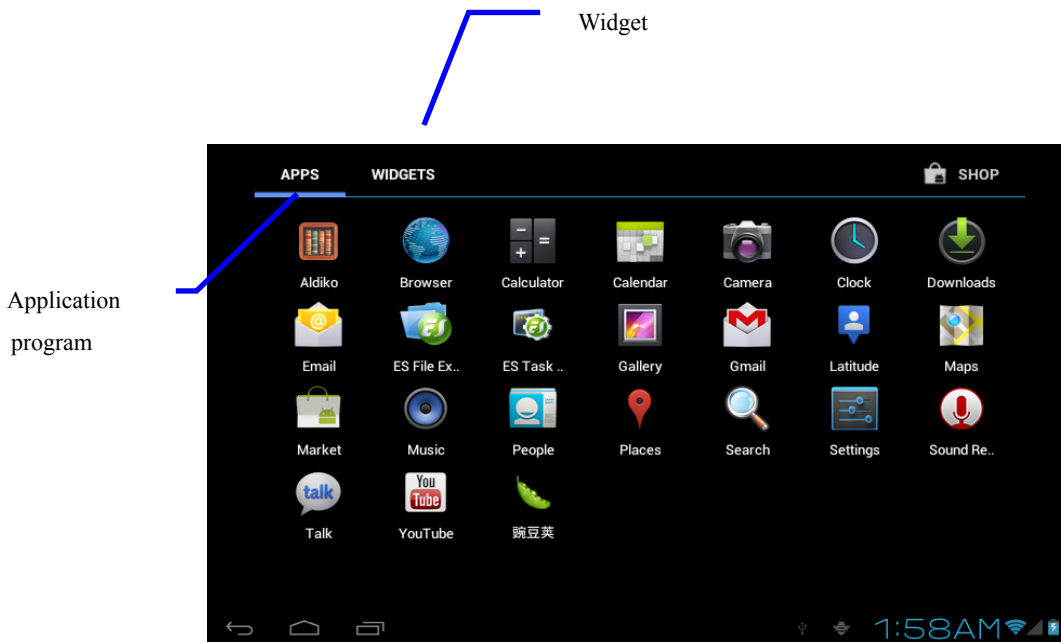 Widget
APPS WIDGETS SHOP
Aldiko Browser Calculator Calendar Camera Clock Downloads
Application
program
@
Email ES File Ex.. ES Task .. Gallery Gmail Latitude Maps
Market Music People Places Search Settings Sound Re..
talk You Tube
Talk YouTube 豌豆荚
1:58AM